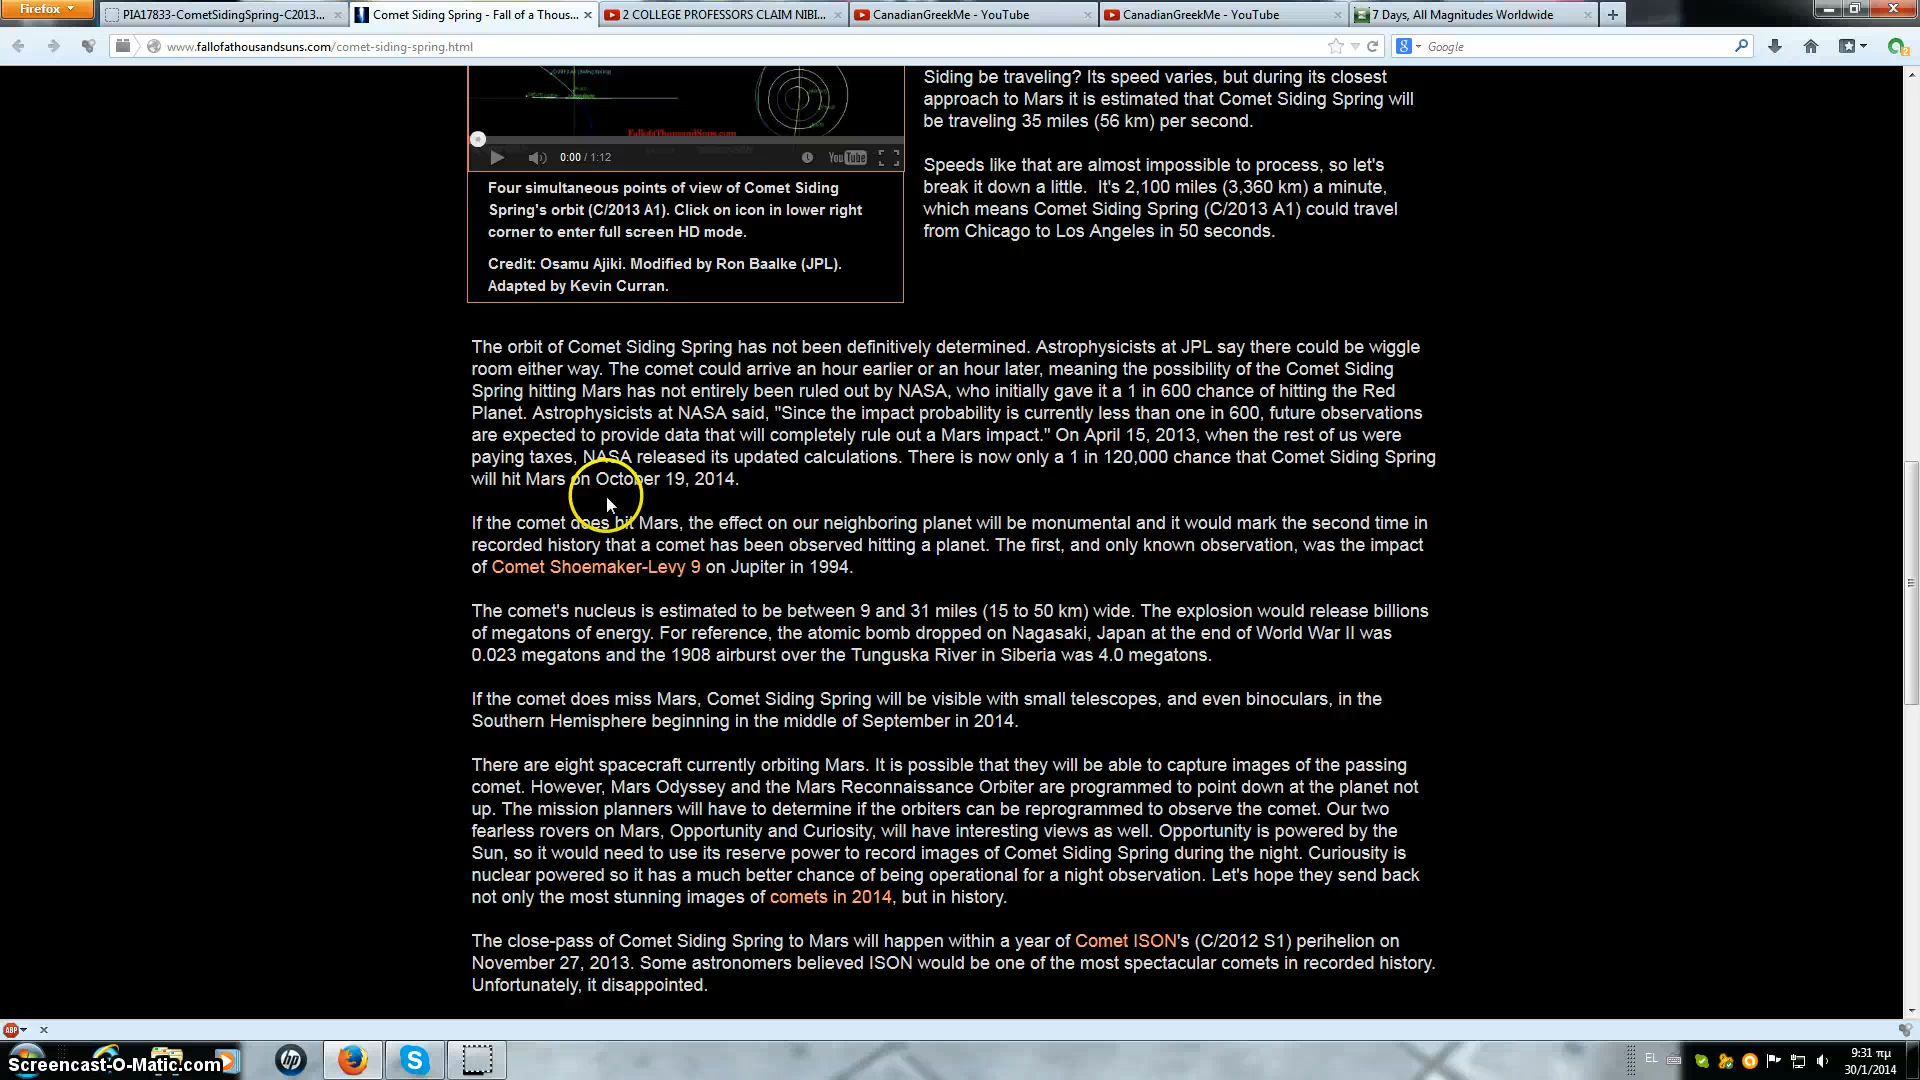 Firefox
PIA17833-CometSidingSpring-C2013...
Comet Siding Spring - Fall of a Thous...
2 COLLEGE PROFESSORS CLAIM NIBI...
CanadianGreekMe - YouTube
CanadianGreekMe - YouTube
7 Days, All Magnitudes Worldwide
www.fallofathousandsuns.com/comet-siding-spring.html
Google
FallofaThousandSuns.com
0:00 / 1:12
YouTube
Four simultaneous points of view of Comet Siding
Spring's orbit (C/2013 A1). Click on icon in lower right
corner to enter full screen HD mode.
Credit: Osamu Ajiki. Modified by Ron Baalke (JPL).
Adapted by Kevin Curran.
Siding be traveling? Its speed varies, but during its closest
approach to Mars it is estimated that Comet Siding Spring will
be traveling 35 miles (56 km) per second.
Speeds like that are almost impossible to process, so let's
break it down a little.  It's 2,100 miles (3,360 km) a minute,
which means Comet Siding Spring (C/2013 A1) could travel
from Chicago to Los Angeles in 50 seconds.
The orbit of Comet Siding Spring has not been definitively determined. Astrophysicists at JPL say there could be wiggle
room either way. The comet could arrive an hour earlier or an hour later, meaning the possibility of the Comet Siding
Spring hitting Mars has not entirely been ruled out by NASA, who initially gave it a 1 in 600 chance of hitting the Red
Planet. Astrophysicists at NASA said, "Since the impact probability is currently less than one in 600, future observations
are expected to provide data that will completely rule out a Mars impact." On April 15, 2013, when the rest of us were
paying taxes, NASA released its updated calculations. There is now only a 1 in 120,000 chance that Comet Siding Spring
will hit Mars on October 19, 2014.
If the comet does hit Mars, the effect on our neighboring planet will be monumental and it would mark the second time in
recorded history that a comet has been observed hitting a planet. The first, and only known observation, was the impact
of Comet Shoemaker-Levy 9 on Jupiter in 1994.
The comet's nucleus is estimated to be between 9 and 31 miles (15 to 50 km) wide. The explosion would release billions
of megatons of energy. For reference, the atomic bomb dropped on Nagasaki, Japan at the end of World War II was
0.023 megatons and the 1908 airburst over the Tunguska River in Siberia was 4.0 megatons.
If the comet does miss Mars, Comet Siding Spring will be visible with small telescopes, and even binoculars, in the
Southern Hemisphere beginning in the middle of September in 2014.
There are eight spacecraft currently orbiting Mars. It is possible that they will be able to capture images of the passing
comet. However, Mars Odyssey and the Mars Reconnaissance Orbiter are programmed to point down at the planet not
up. The mission planners will have to determine if the orbiters can be reprogrammed to observe the comet. Our two
fearless rovers on Mars, Opportunity and Curiosity, will have interesting views as well. Opportunity is powered by the
Sun, so it would need to use its reserve power to record images of Comet Siding Spring during the night. Curiousity is
nuclear powered so it has a much better chance of being operational for a night observation. Let's hope they send back
not only the most stunning images of comets in 2014, but in history.
The close-pass of Comet Siding Spring to Mars will happen within a year of Comet ISON's (C/2012 S1) perihelion on
November 27, 2013. Some astronomers believed ISON would be one of the most spectacular comets in recorded history.
Unfortunately, it disappointed.
ABP
Screencast-O-Matic.com
hp
EL
9:31 πμ
30/1/2014